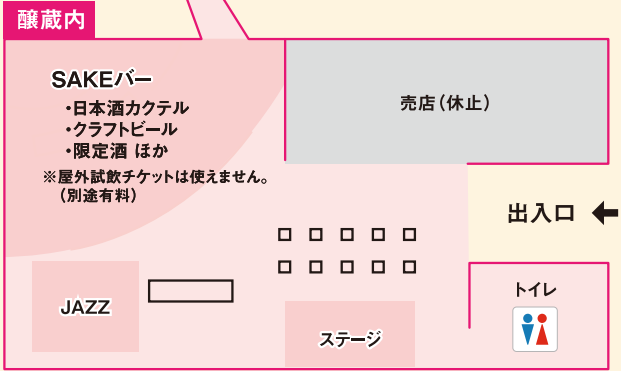 醸蔵内
SAKEバー
・日本酒カクテル
・クラフトビール
・限定酒 ほか
※屋外試飲チケットは使えません。
（別途有料）
売店（休止）
出入口
トイレ
JAZZ
ステージ